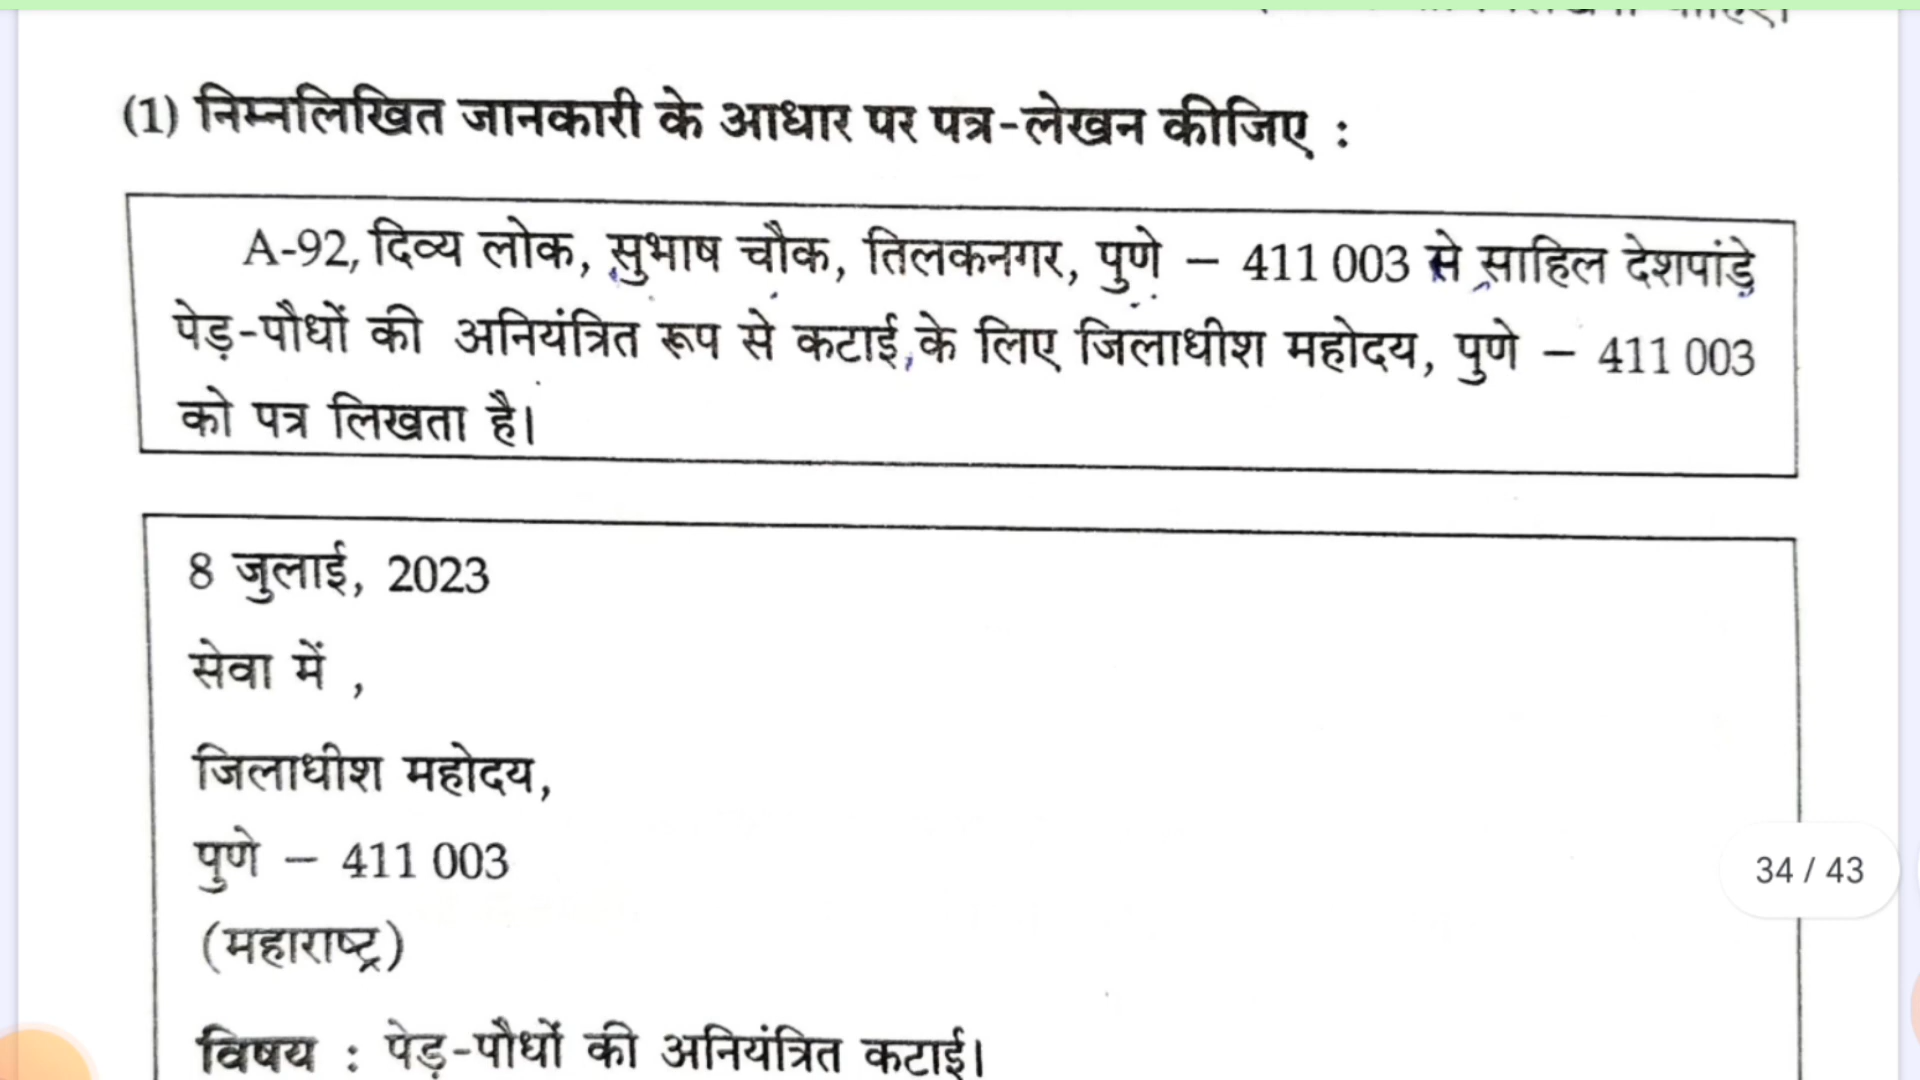 (1) निम्नलिखित जानकारी के आधार पर पत्र-लेखन कीजिए :
A-92, दिव्य लोक, सुभाष चौक, तिलकनगर, पुणे – 411 003 से साहिल देशपांडे
पेड़-पौधों की अनियंत्रित रूप से कटाई के लिए जिलाधीश महोदय, पुणे – 411 003
को पत्र लिखता है।
8 जुलाई, 2023
सेवा में ,
जिलाधीश महोदय,
पुणे – 411 003
34 / 43
(महाराष्ट्र)
विषय : पेड़-पौधों की अनियंत्रित कटाई।